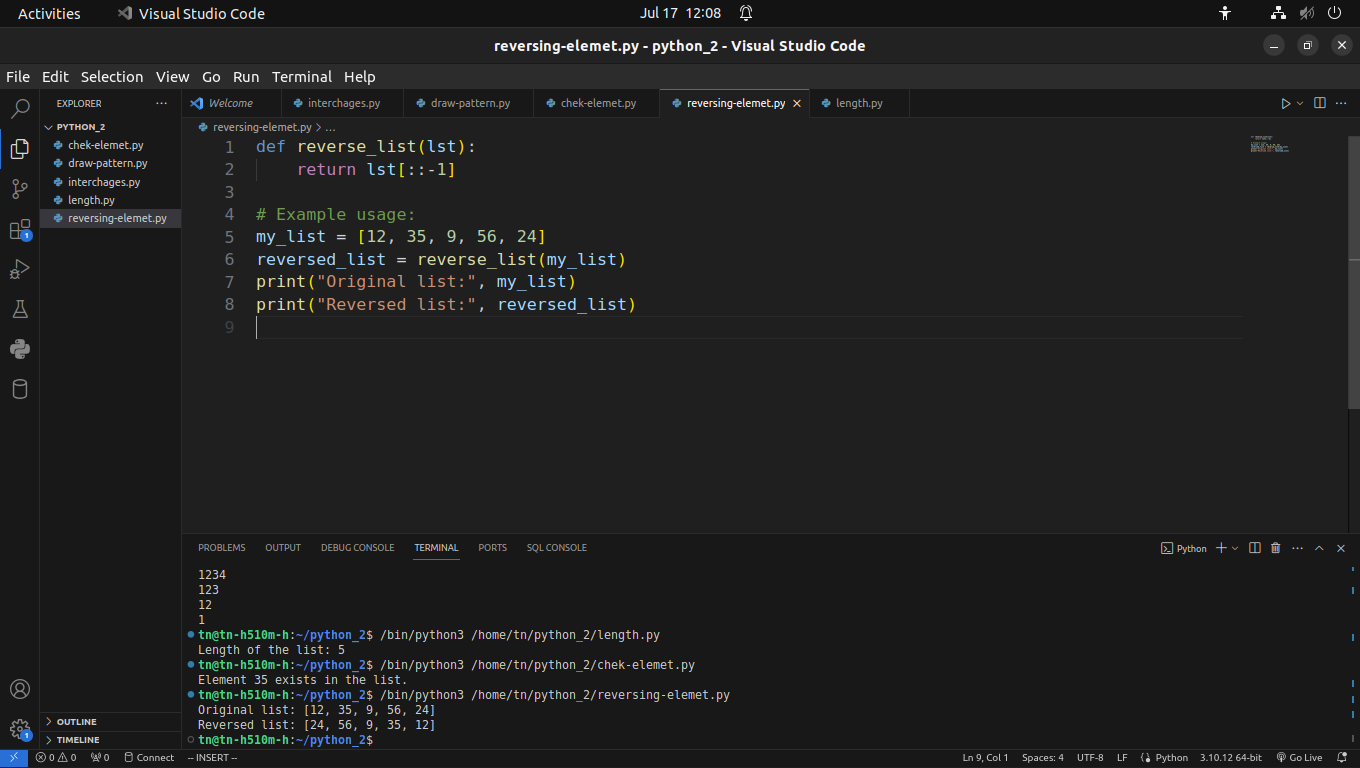 Activities Visual Studio Code Jul 17 12:08
reversing-elemet.py - python_2 - Visual Studio Code
File Edit Selection View Go Run Terminal Help
EXPLORER
PYTHON_2
chek-elemet.py
draw-pattern.py
interchages.py
length.py
reversing-elemet.py
OUTLINE
TIMELINE
Welcome interchages.py draw-pattern.py chek-elemet.py reversing-elemet.py length.py
reversing-elemet.py > ...
1 def reverse_list(lst):
2     return lst[::-1]
3
4 # Example usage:
5 my_list = [12, 35, 9, 56, 24]
6 reversed_list = reverse_list(my_list)
7 print("Original list:", my_list)
8 print("Reversed list:", reversed_list)
9
PROBLEMS OUTPUT DEBUG CONSOLE TERMINAL PORTS SQL CONSOLE Python
1234
123
12
1
tn@tn-h510m-h:~/python_2$ /bin/python3 /home/tn/python_2/length.py
Length of the list: 5
tn@tn-h510m-h:~/python_2$ /bin/python3 /home/tn/python_2/chek-elemet.py
Element 35 exists in the list.
tn@tn-h510m-h:~/python_2$ /bin/python3 /home/tn/python_2/reversing-elemet.py
Original list: [12, 35, 9, 56, 24]
Reversed list: [24, 56, 9, 35, 12]
tn@tn-h510m-h:~/python_2$
1
1
0 0 0 Connect -- INSERT -- Ln 9, Col 1 Spaces: 4 UTF-8 LF Python 3.10.12 64-bit Go Live